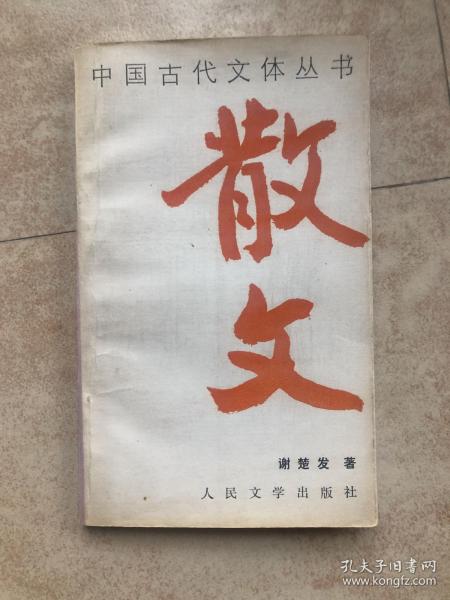 中国古代文体丛书
散文
谢楚发 著
人民文学出版社
孔夫子旧书网
www.kongfz.com